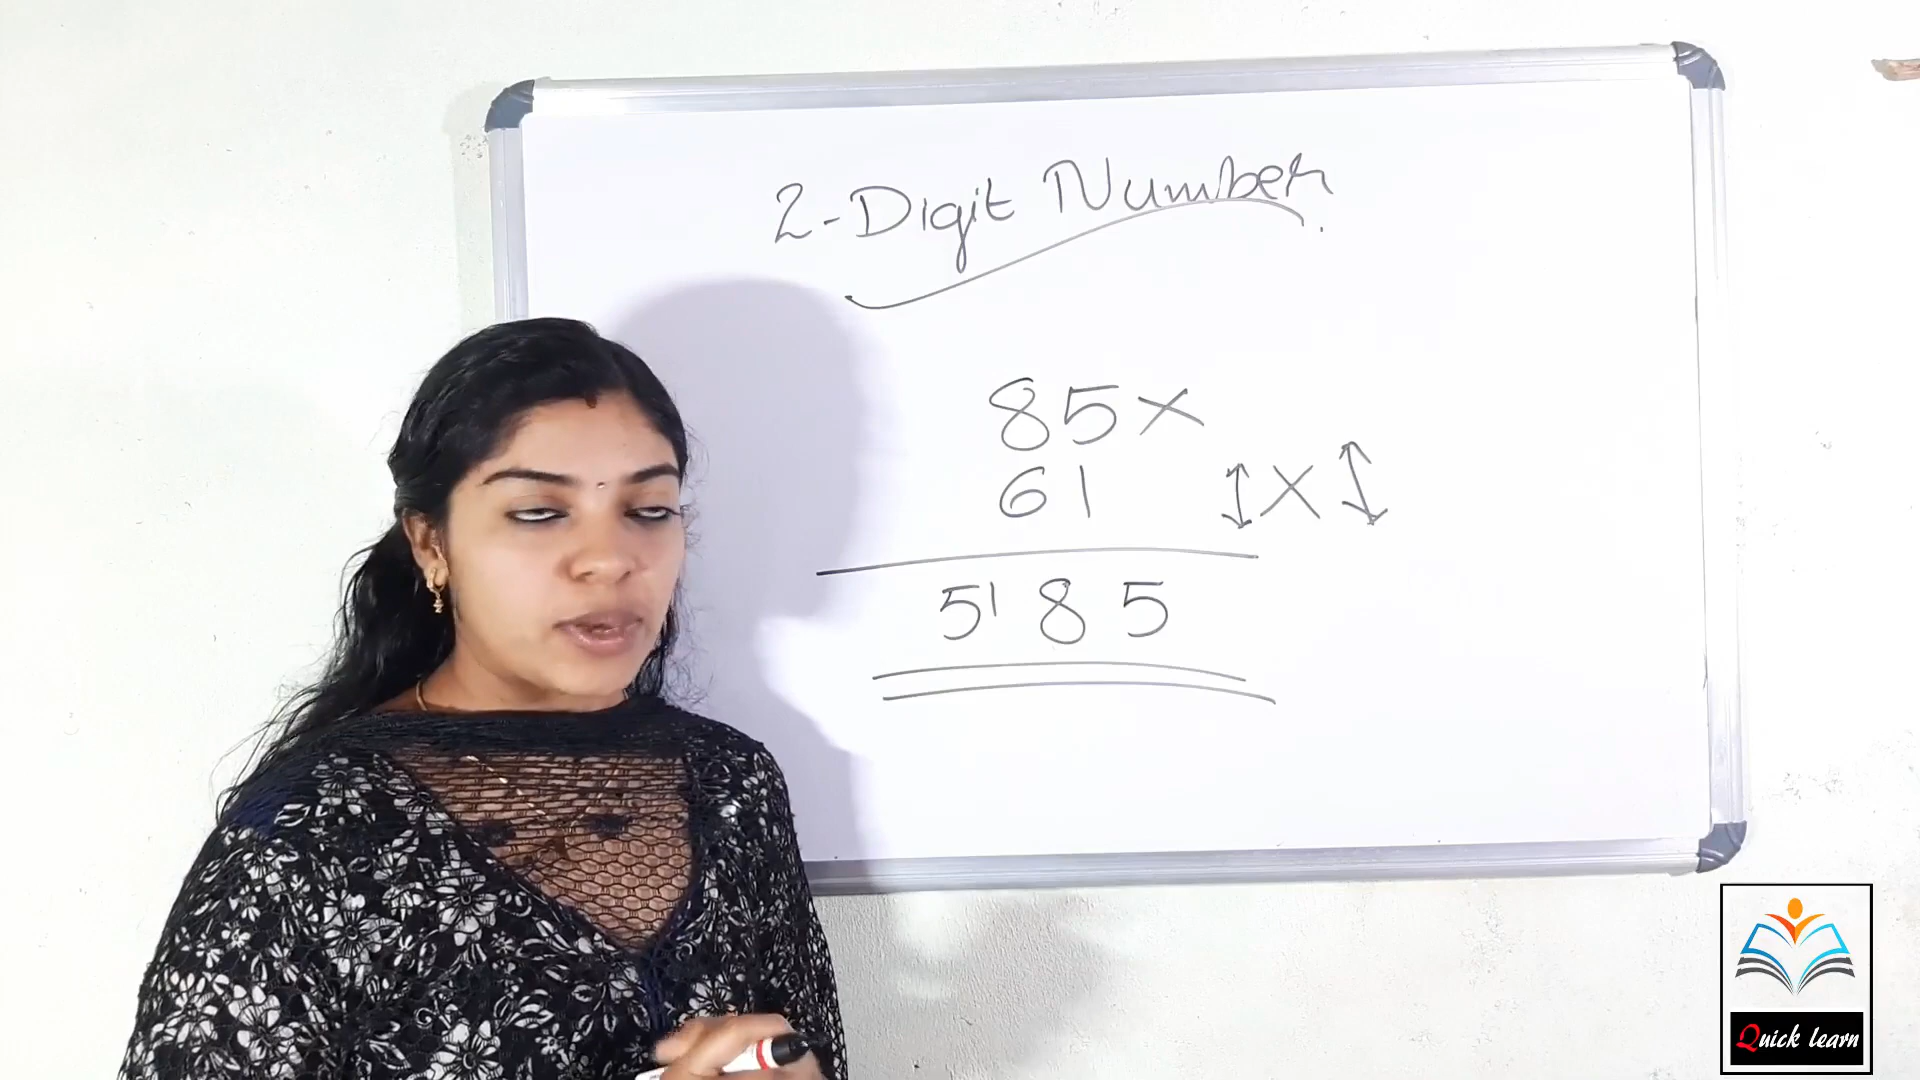 2-Digit Number.
85×
61 ↕ × ↕
5185
Quick learn